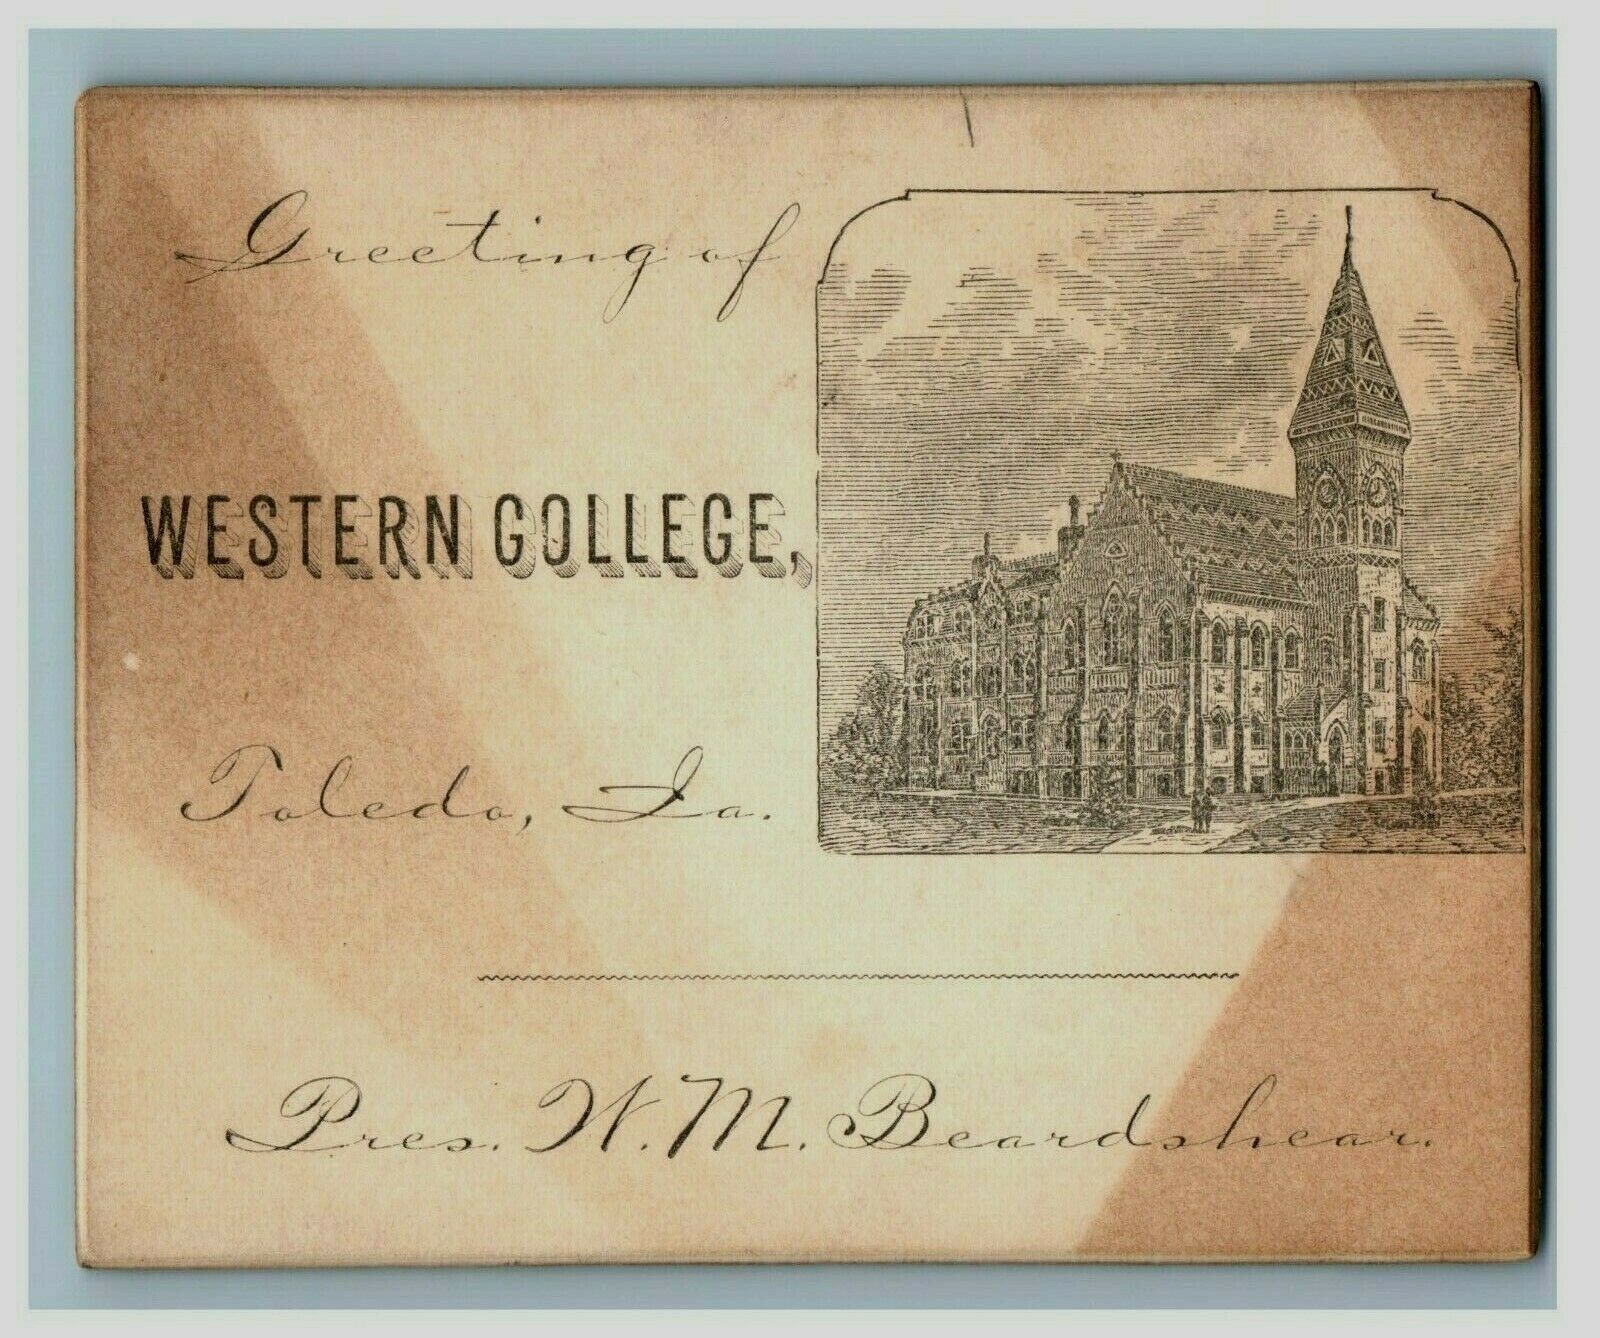 Greeting of
WESTERN COLLEGE,
Toledo, Ia.
Pres. W. M. Beardshear.